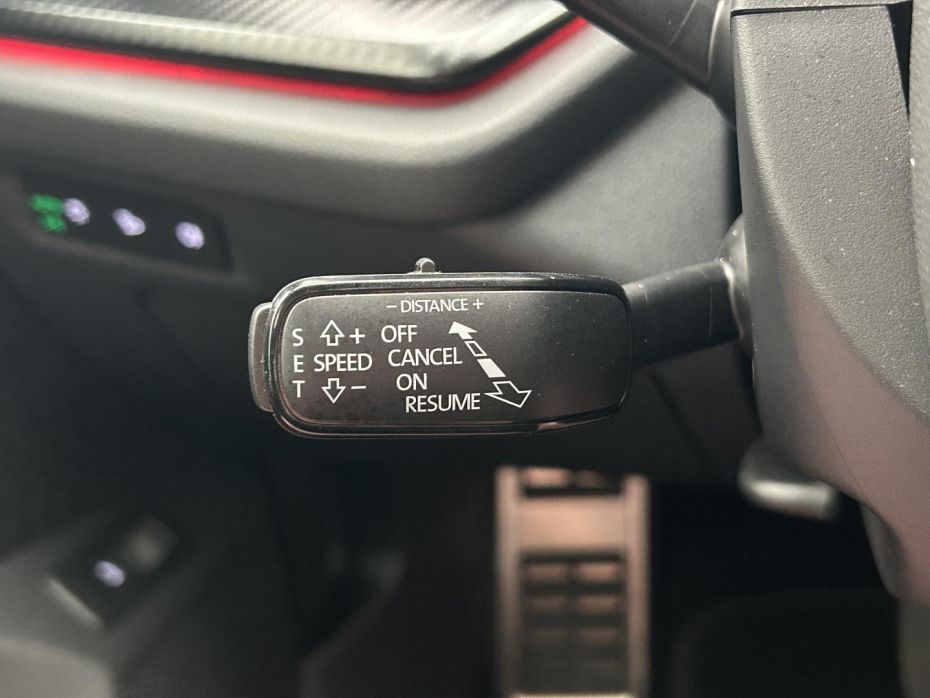 − DISTANCE +
S + OFF
E SPEED CANCEL
T − ON
RESUME